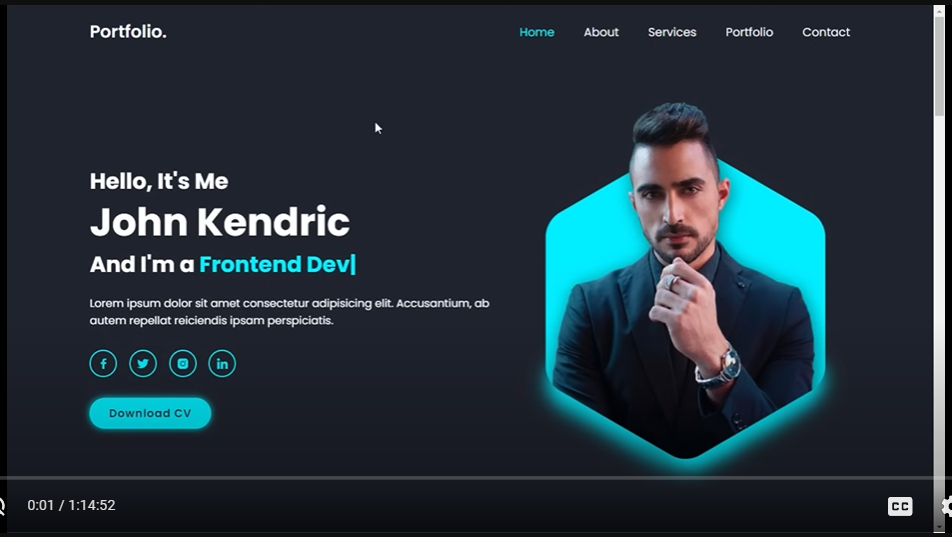 Portfolio.
Home About Services Portfolio Contact
Hello, It's Me
John Kendric
And I'm a Frontend Dev|
Lorem ipsum dolor sit amet consectetur adipisicing elit. Accusantium, ab
autem repellat reiciendis ipsam perspiciatis.
f in
Download CV
0:01 / 1:14:52
CC